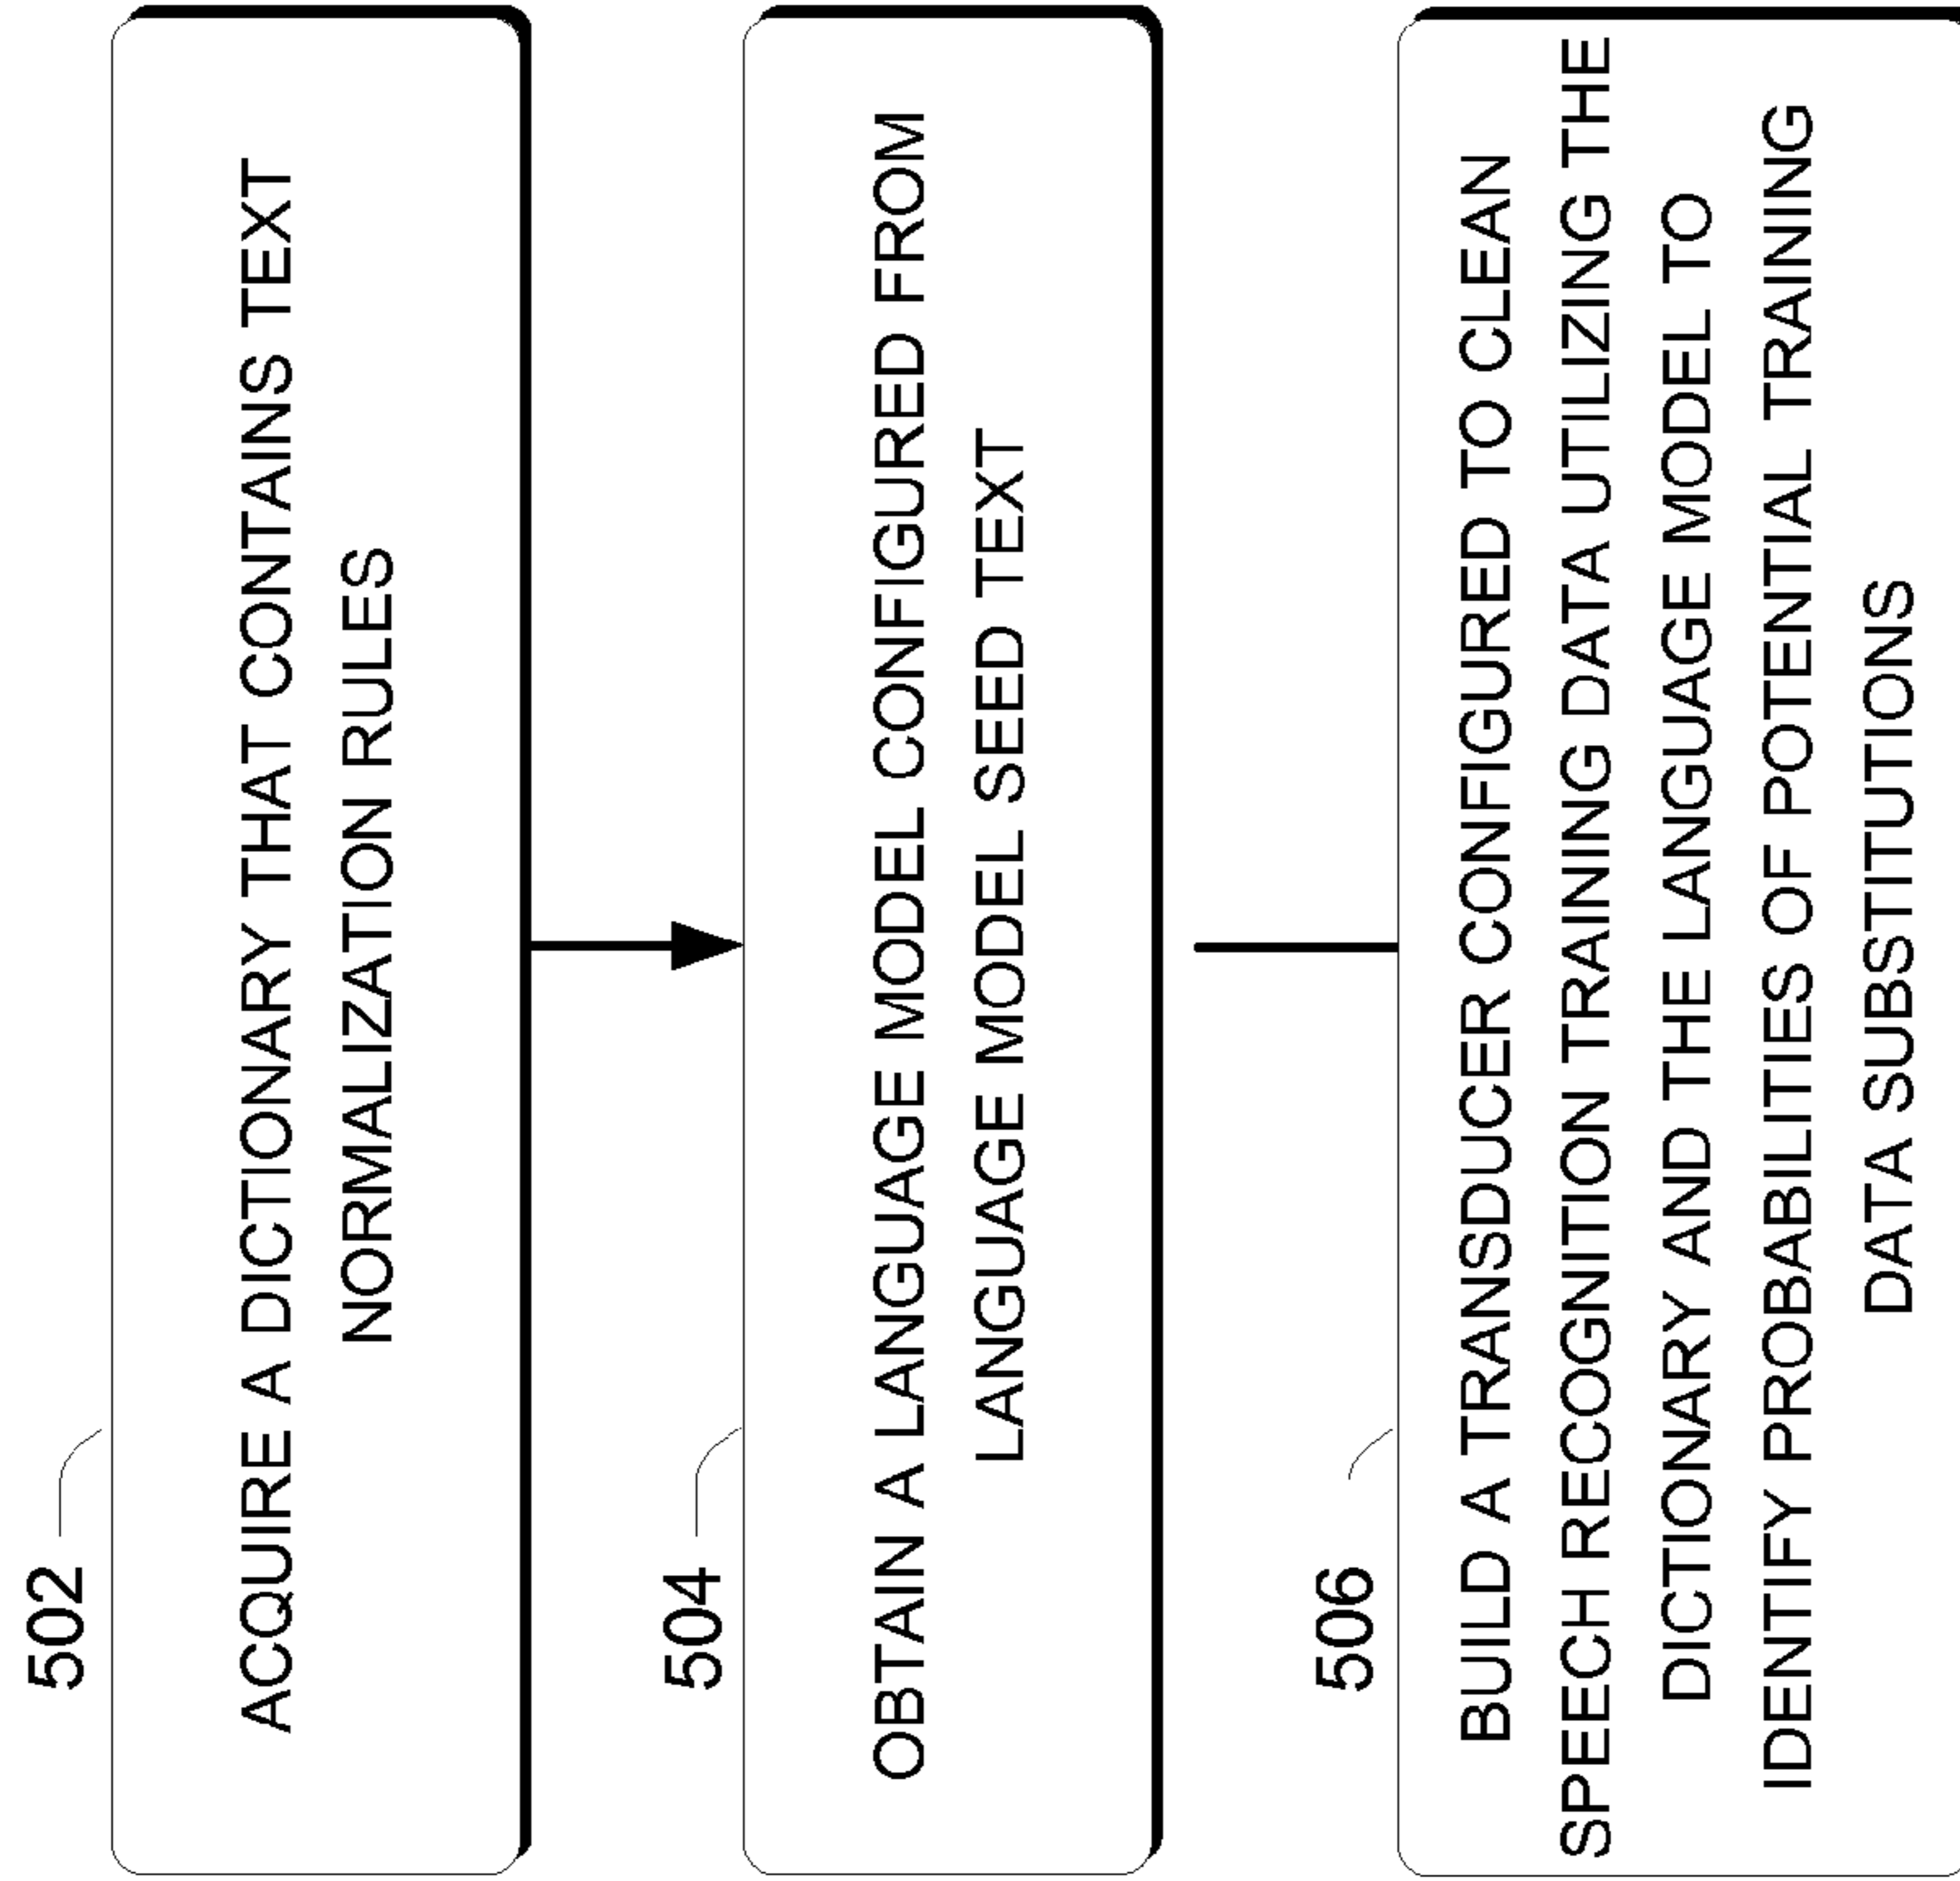 502
ACQUIRE A DICTIONARY THAT CONTAINS TEXT
NORMALIZATION RULES
504
OBTAIN A LANGUAGE MODEL CONFIGURED FROM
LANGUAGE MODEL SEED TEXT
506
BUILD A TRANSDUCER CONFIGURED TO CLEAN
SPEECH RECOGNITION TRAINING DATA UTILIZING THE
DICTIONARY AND THE LANGUAGE MODEL TO
IDENTIFY PROBABILITIES OF POTENTIAL TRAINING
DATA SUBSTITUTIONS